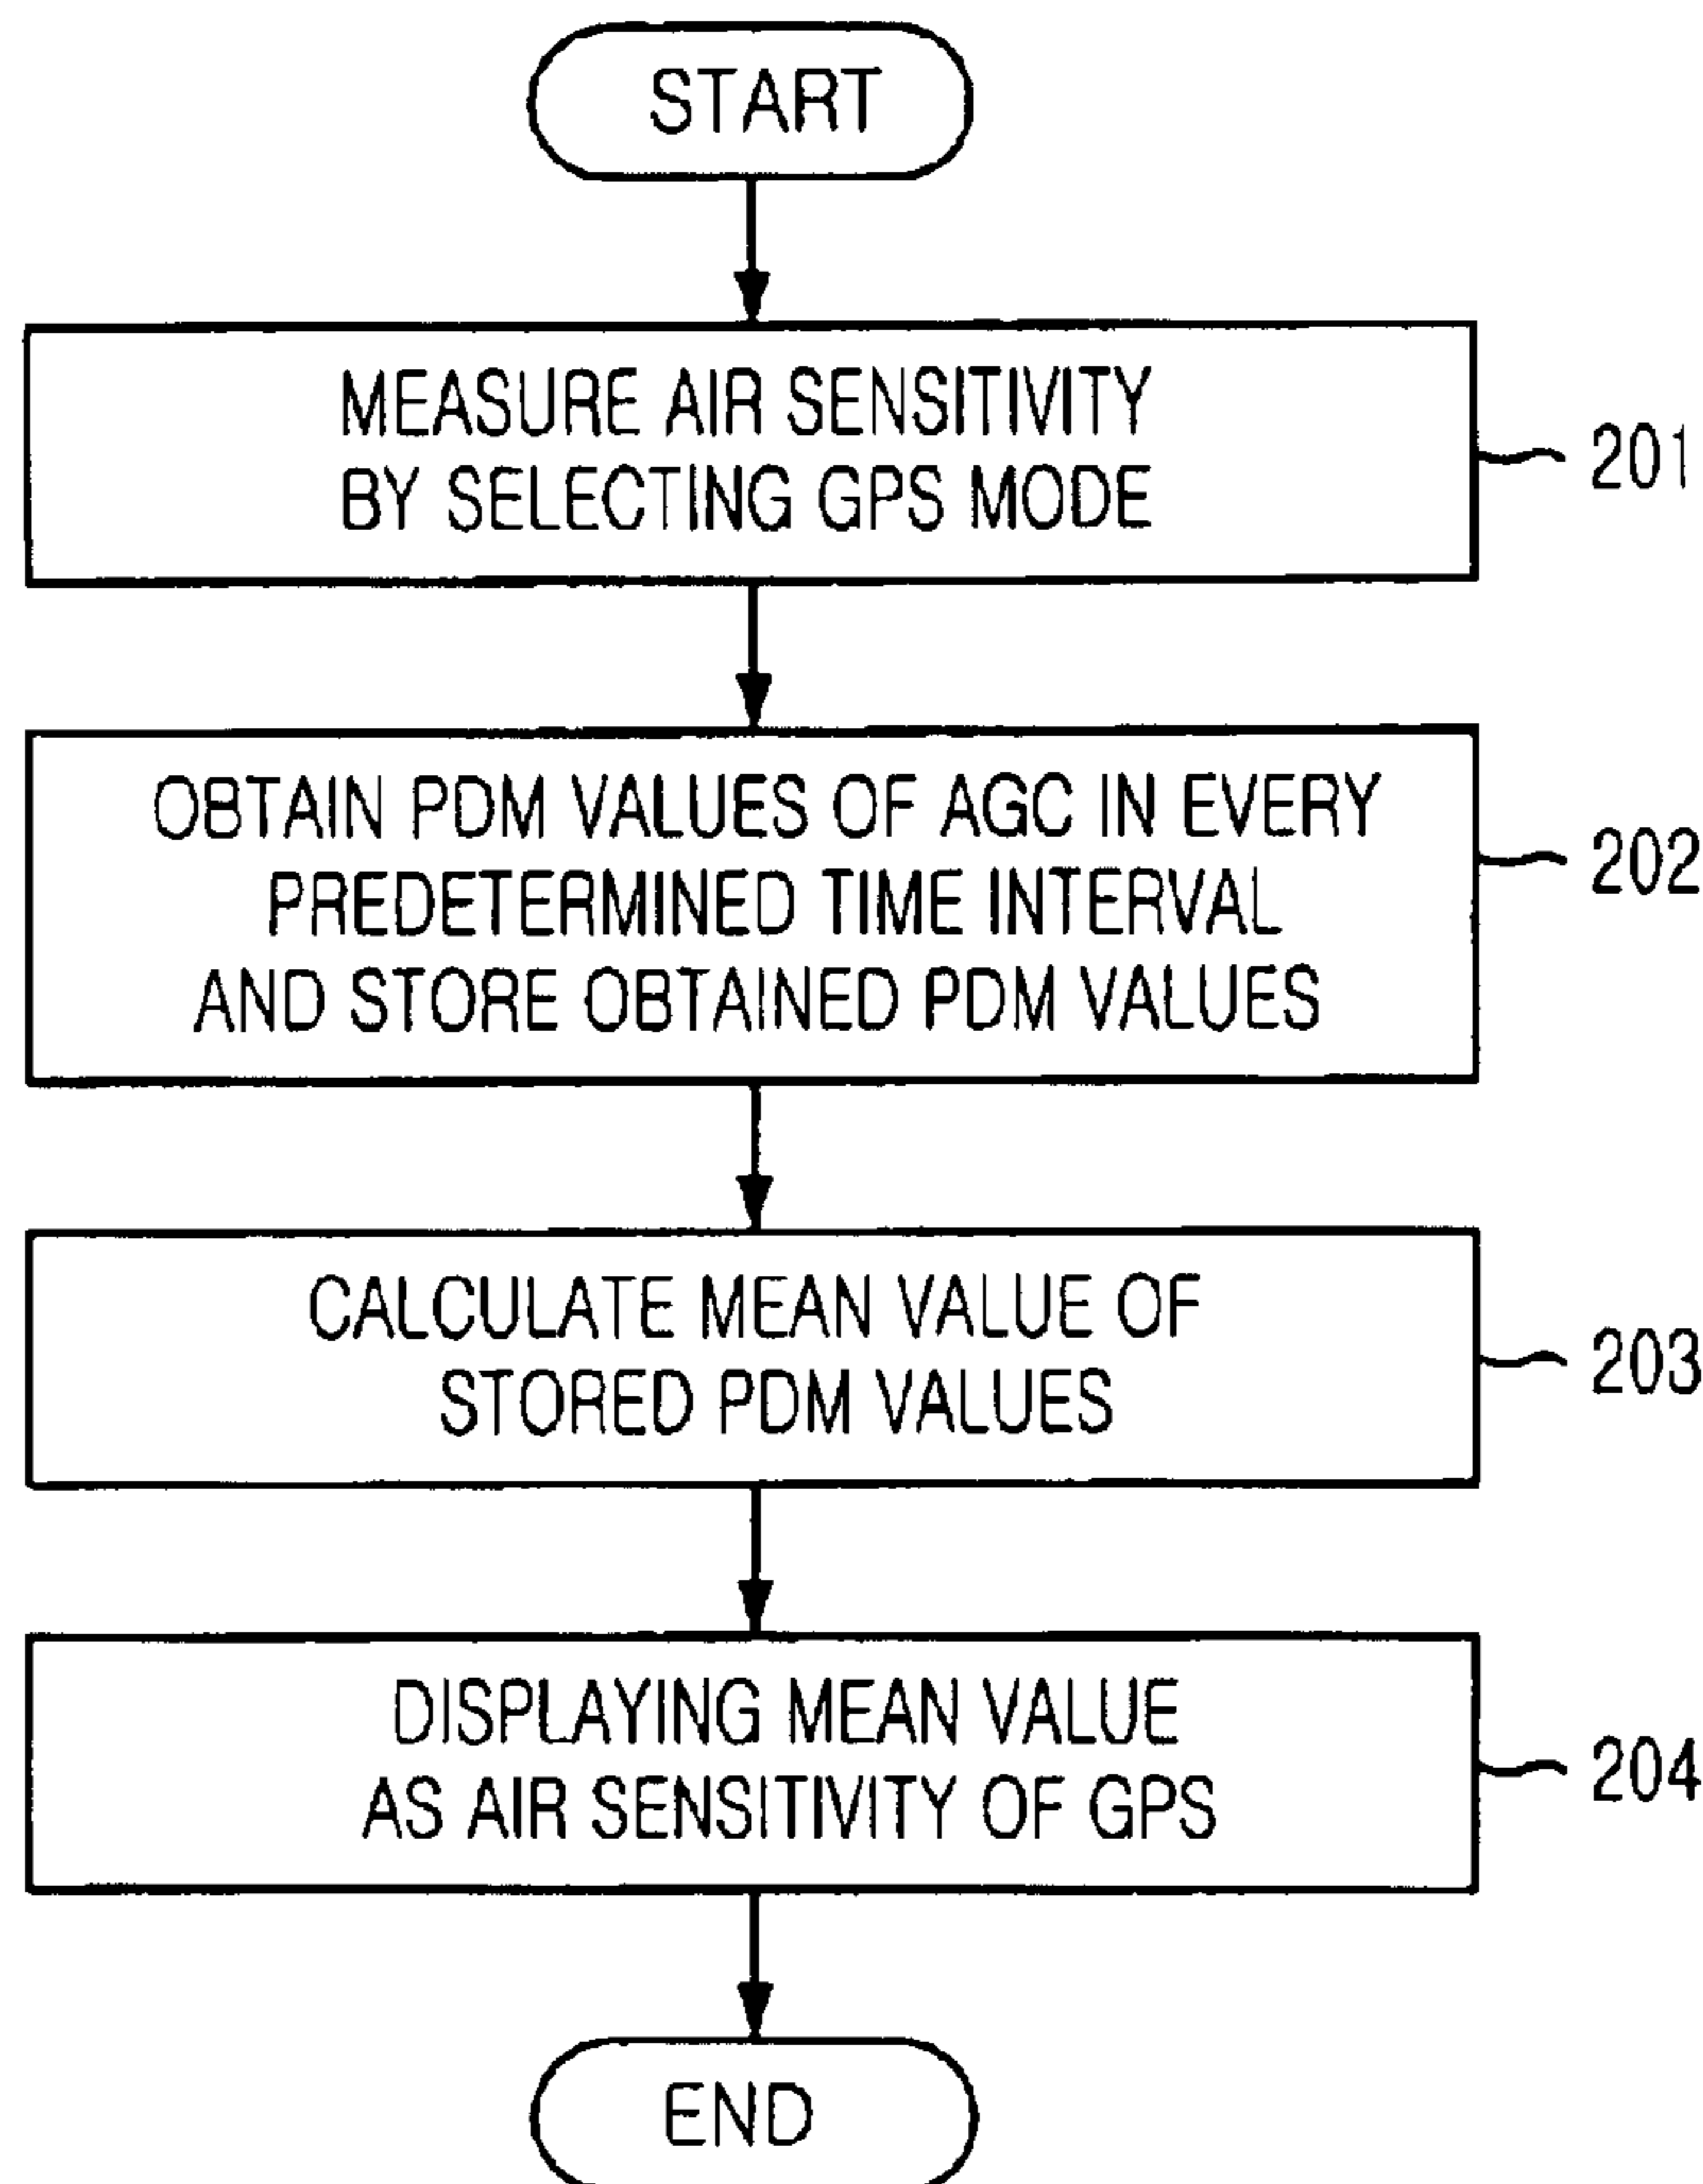 START
MEASURE AIR SENSITIVITY
BY SELECTING GPS MODE
201
OBTAIN PDM VALUES OF AGC IN EVERY
PREDETERMINED TIME INTERVAL
AND STORE OBTAINED PDM VALUES
202
CALCULATE MEAN VALUE OF
STORED PDM VALUES
203
DISPLAYING MEAN VALUE
AS AIR SENSITIVITY OF GPS
204
END